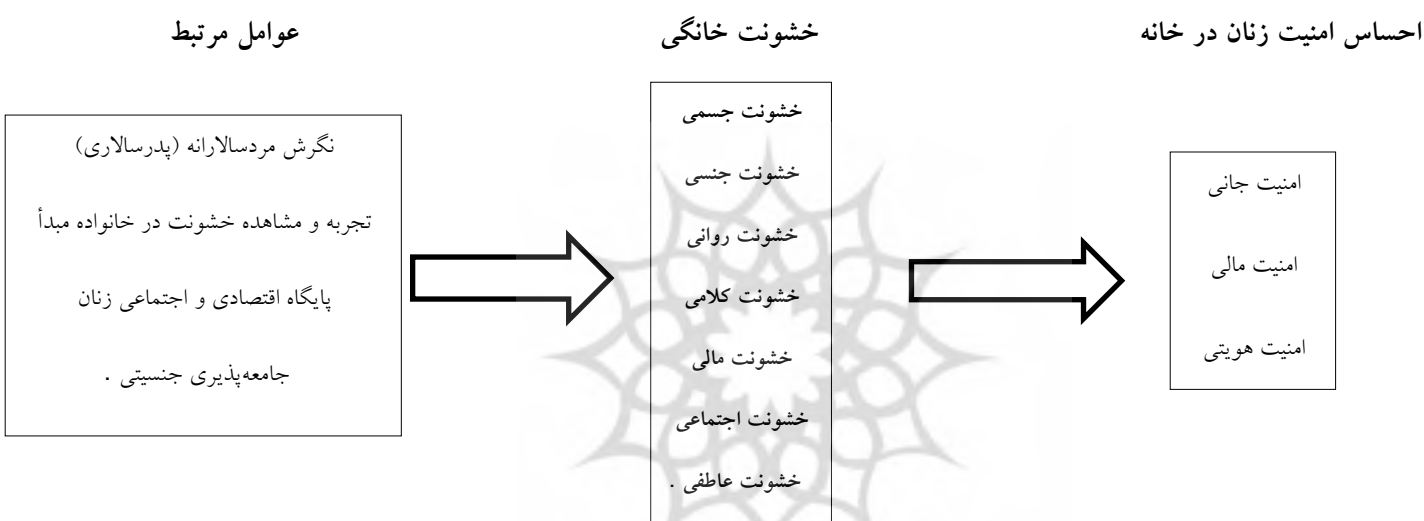 احساس امنیت زنان در خانه
خشونت خانگی
عوامل مرتبط
امنیت جانی
امنیت مالی
امنیت هویتی
خشونت جسمی
خشونت جنسی
خشونت روانی
خشونت کلامی
خشونت مالی
خشونت اجتماعی
خشونت عاطفی .
نگرش مردسالارانه (پدرسالاری)
تجربه و مشاهده خشونت در خانواده مبدأ
پایگاه اقتصادی و اجتماعی زنان
جامعه‌پذیری جنسیتی .